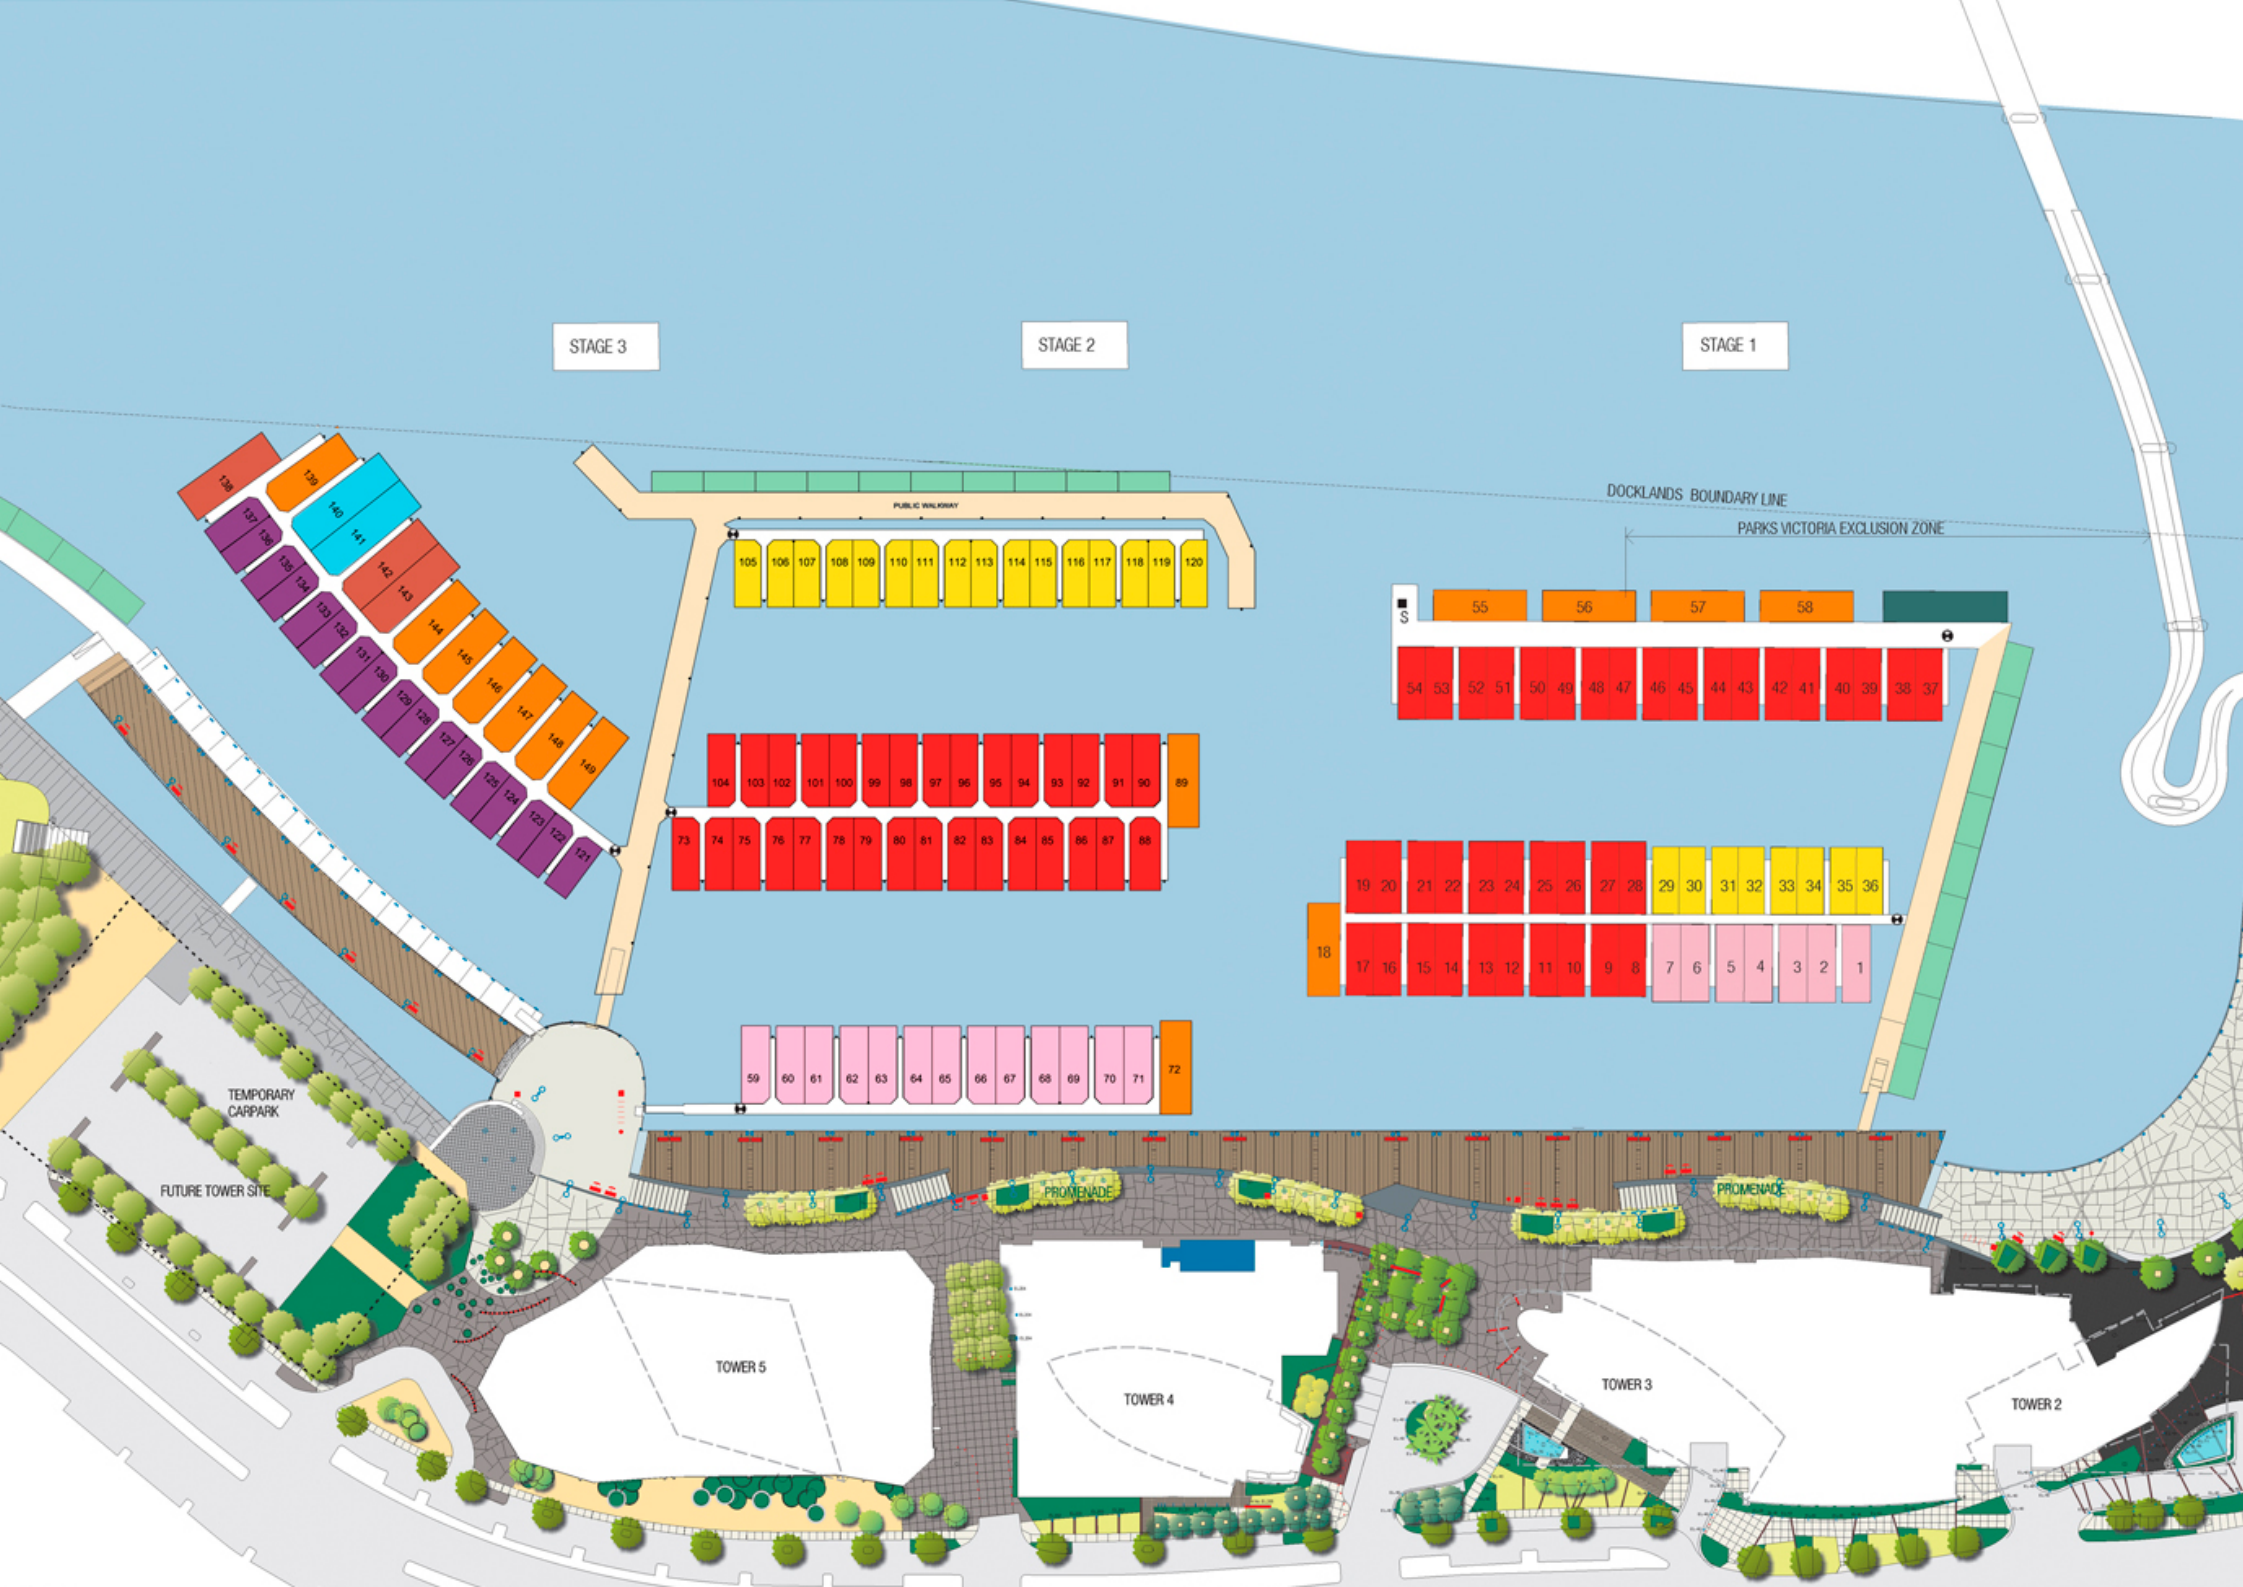 STAGE 3
STAGE 2
STAGE 1
DOCKLANDS BOUNDARY LINE
PARKS VICTORIA EXCLUSION ZONE
PUBLIC WALKWAY
138
139
140
141
142
143
144
145
146
147
148
149
137
136
135
134
133
132
131
130
129
128
127
126
125
124
123
122
121
105 106 107 108 109 110 111 112 113 114 115 116 117 118 119 120
55 56 57 58
S
54 53 52 51 50 49 48 47 46 45 44 43 42 41 40 39 38 37
104 103 102 101 100 99 98 97 96 95 94 93 92 91 90 89
73 74 75 76 77 78 79 80 81 82 83 84 85 86 87 88
19 20 21 22 23 24 25 26 27 28 29 30 31 32 33 34 35 36
18 17 16 15 14 13 12 11 10 9 8 7 6 5 4 3 2 1
59 60 61 62 63 64 65 66 67 68 69 70 71 72
TEMPORARY
CARPARK
FUTURE TOWER SITE
PROMENADE
PROMENADE
TOWER 5
TOWER 4
TOWER 3
TOWER 2